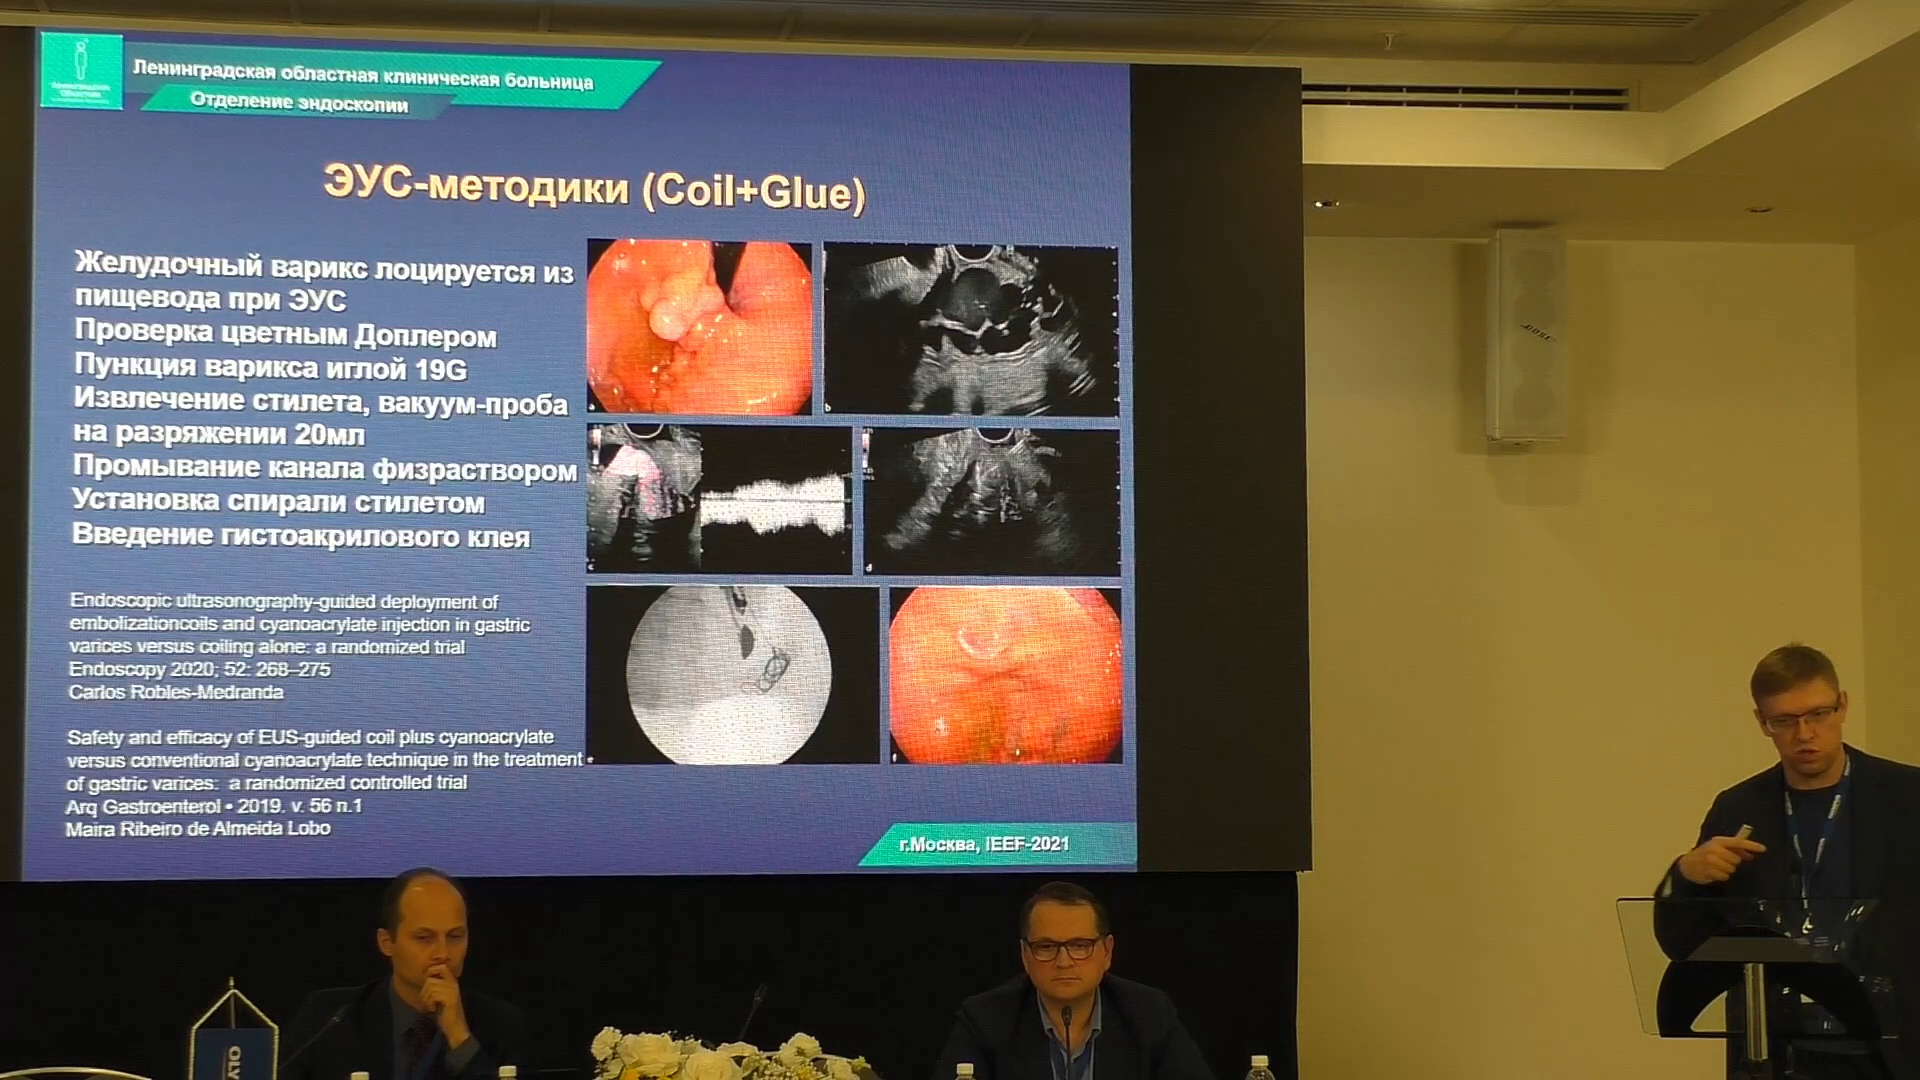 Ленинградская областная клиническая больница
Отделение эндоскопии
ЭУС-методики (Coil+Glue)
Желудочный варикс лоцируется из
пищевода при ЭУС
Проверка цветным Доплером
Пункция варикса иглой 19G
Извлечение стилета, вакуум-проба
на разряжении 20мл
Промывание канала физраствором
Установка спирали стилетом
Введение гистоакрилового клея
Endoscopic ultrasonography-guided deployment of
embolizationcoils and cyanoacrylate injection in gastric
varices versus coiling alone: a randomized trial
Endoscopy 2020; 52: 268–275
Carlos Robles-Medranda
Safety and efficacy of EUS-guided coil plus cyanoacrylate
versus conventional cyanoacrylate technique in the treatment
of gastric varices: a randomized controlled trial
Arq Gastroenterol • 2019. v. 56 n.1
Maira Ribeiro de Almeida Lobo
a
b
c
d
e
f
г.Москва, IEEF-2021
BOSE
OLY